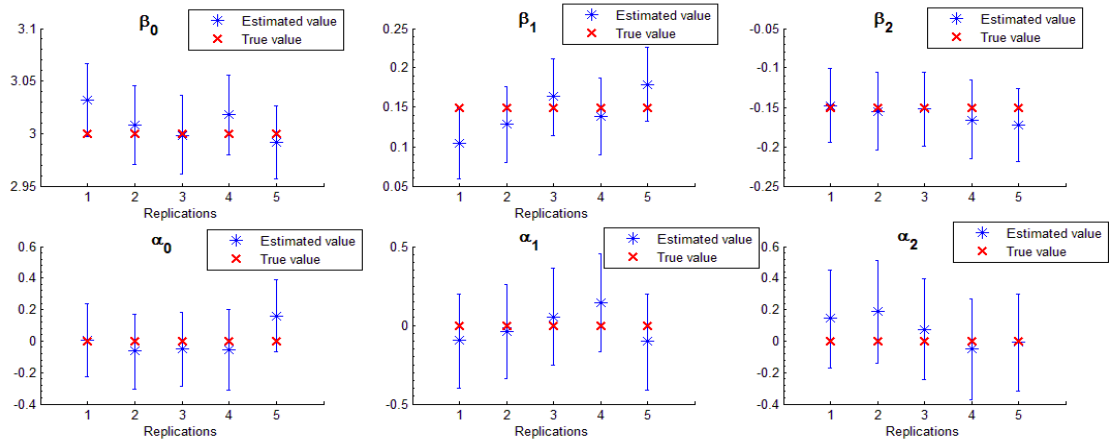 β0
Estimated value
True value
3.1
3.05
3
2.95
1 2 3 4 5
Replications
β1
Estimated value
True value
0.25
0.2
0.15
0.1
0.05
1 2 3 4 5
Replications
β2
Estimated value
True value
-0.05
-0.1
-0.15
-0.2
-0.25
1 2 3 4 5
Replications
α0
Estimated value
True value
0.6
0.4
0.2
0
-0.2
-0.4
1 2 3 4 5
Replications
α1
Estimated value
True value
0.5
0
-0.5
1 2 3 4 5
Replications
α2
Estimated value
True value
0.6
0.4
0.2
0
-0.2
-0.4
1 2 3 4 5
Replications